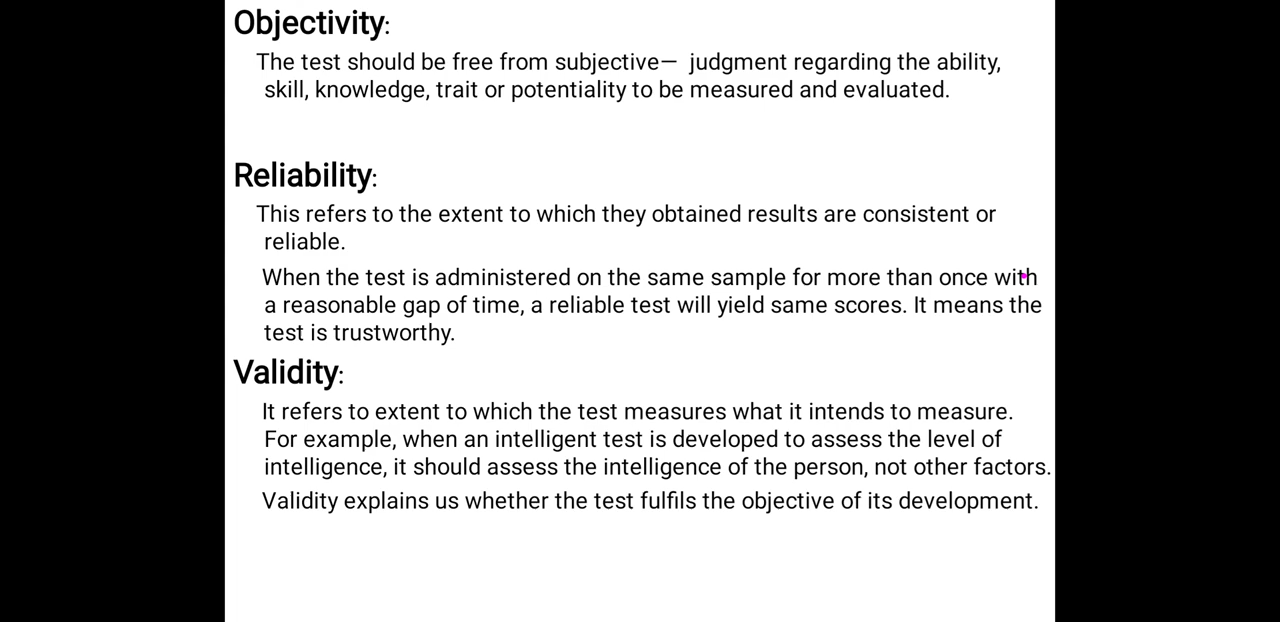 Objectivity:
The test should be free from subjective— judgment regarding the ability,
skill, knowledge, trait or potentiality to be measured and evaluated.
Reliability:
This refers to the extent to which they obtained results are consistent or
reliable.
When the test is administered on the same sample for more than once with
a reasonable gap of time, a reliable test will yield same scores. It means the
test is trustworthy.
Validity:
It refers to extent to which the test measures what it intends to measure.
For example, when an intelligent test is developed to assess the level of
intelligence, it should assess the intelligence of the person, not other factors.
Validity explains us whether the test fulfils the objective of its development.